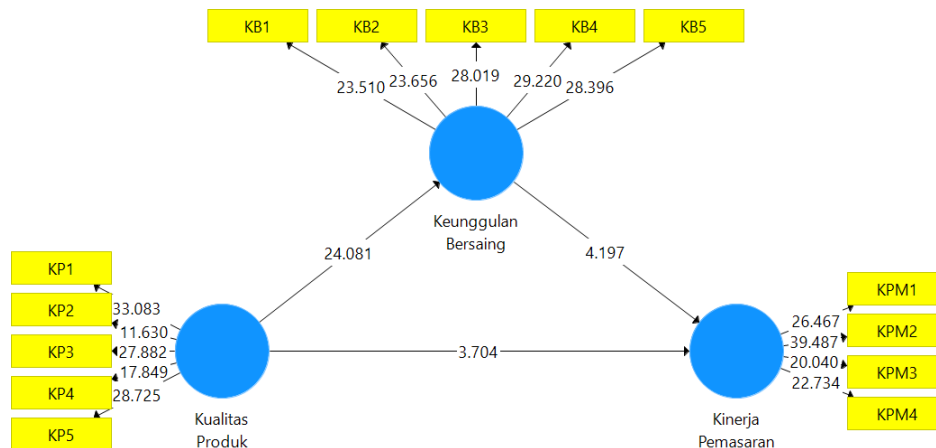 KB1 KB2 KB3 KB4 KB5
23.510 23.656 28.019 29.220 28.396
Keunggulan
Bersaing
24.081 4.197
KP1
KP2
KP3
KP4
KP5
33.083
11.630
27.882
17.849
28.725
3.704
KPM1
KPM2
KPM3
KPM4
26.467
39.487
20.040
22.734
Kualitas
Produk
Kinerja
Pemasaran